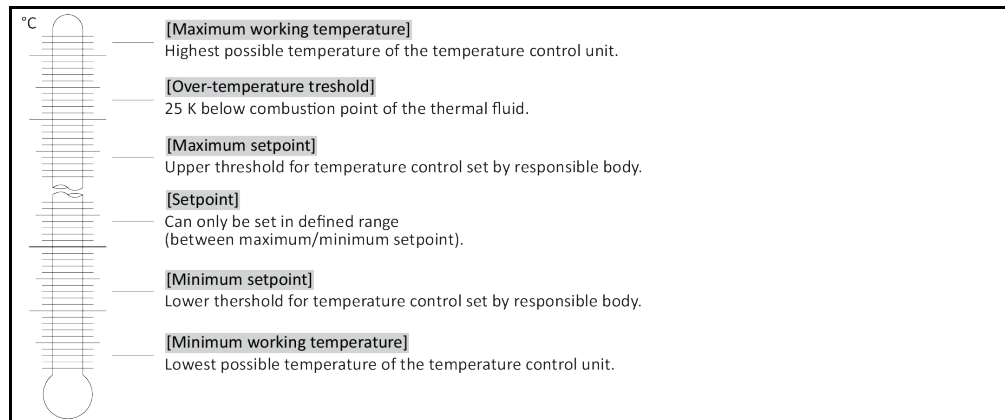 °C
[Maximum working temperature]
Highest possible temperature of the temperature control unit.
[Over-temperature treshold]
25 K below combustion point of the thermal fluid.
[Maximum setpoint]
Upper threshold for temperature control set by responsible body.
[Setpoint]
Can only be set in defined range
(between maximum/minimum setpoint).
[Minimum setpoint]
Lower thershold for temperature control set by responsible body.
[Minimum working temperature]
Lowest possible temperature of the temperature control unit.